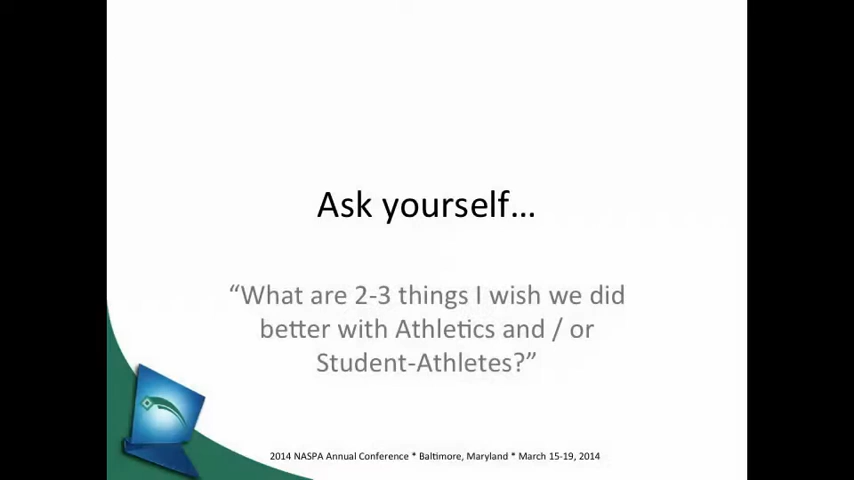 Ask yourself…
“What are 2-3 things I wish we did
better with Athletics and / or
Student-Athletes?”
2014 NASPA Annual Conference * Baltimore, Maryland * March 15-19, 2014